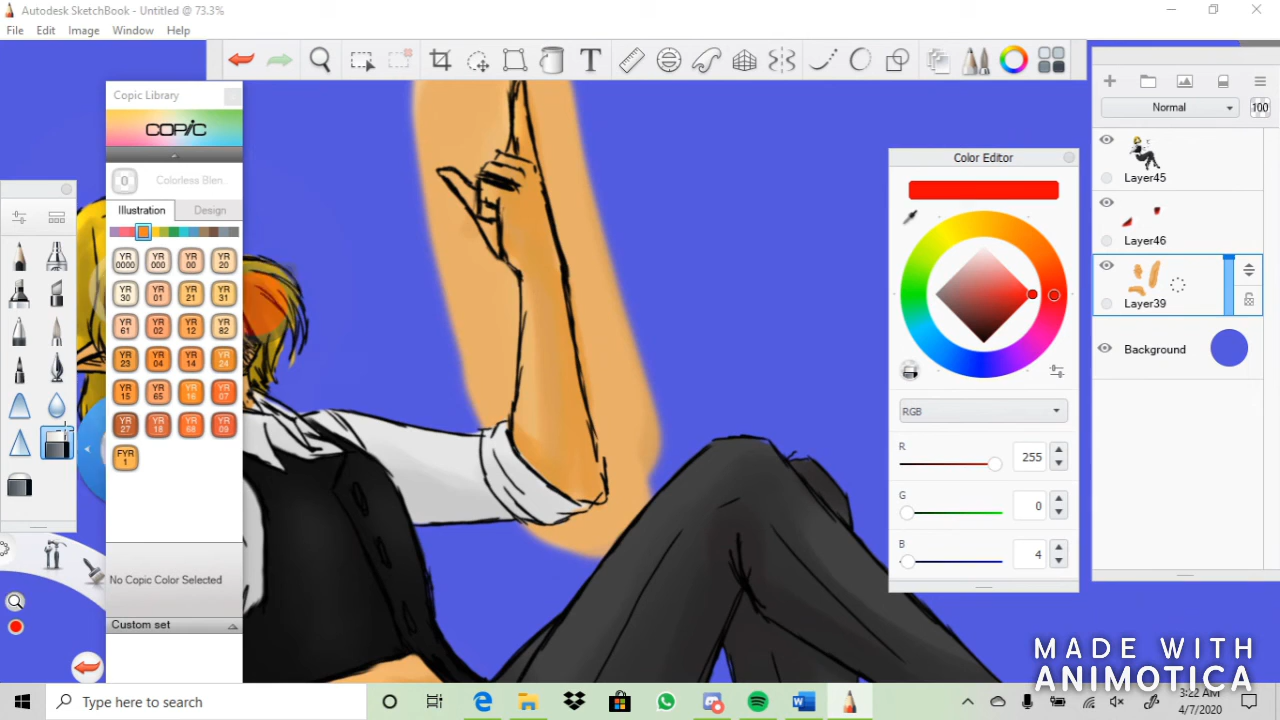 Autodesk SketchBook - Untitled @ 73.3%
File Edit Image Window Help
T
Copic Library
COPIC
0 Colorless Blen..
Illustration Design
YR 0000 YR 000 YR 00 YR 20
YR 30 YR 01 YR 21 YR 31
YR 61 YR 02 YR 12 YR 82
YR 23 YR 04 YR 14 YR 24
YR 15 YR 65 YR 16 YR 07
YR 27 YR 18 YR 68 YR 09
FYR 1
No Copic Color Selected
Custom set
Color Editor
RGB
R 255
G 0
B 4
Normal 100
Layer45
Layer46
Layer39
Background
MADE WITH
ANIMOTICA
Type here to search
3:22 AM
4/7/2020